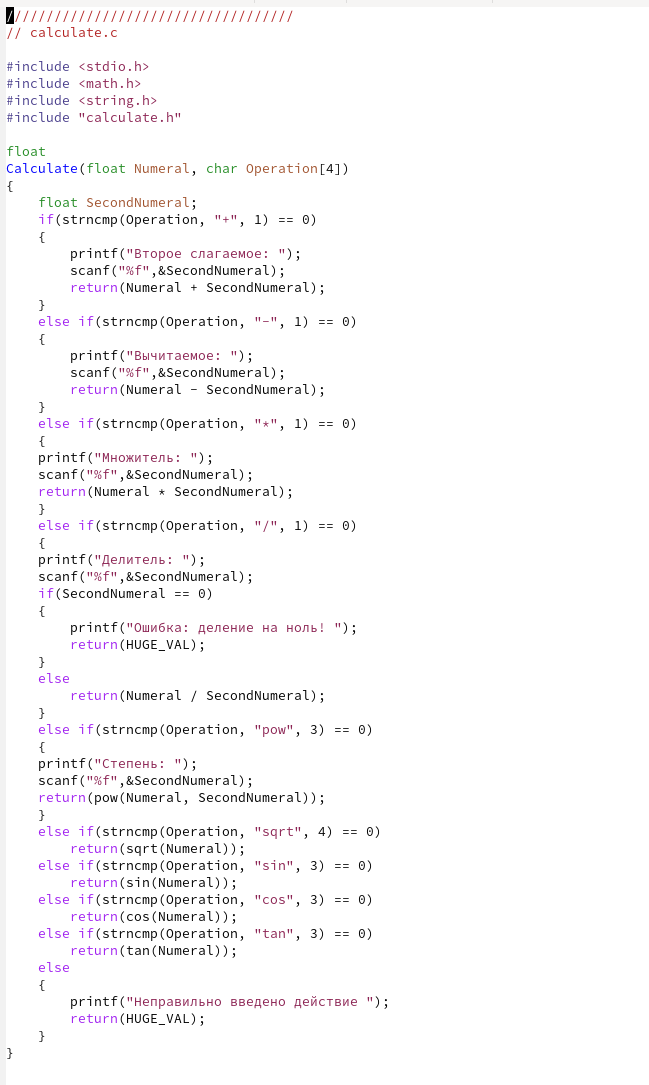 ///////////////////////////////////
// calculate.c

#include <stdio.h>
#include <math.h>
#include <string.h>
#include "calculate.h"

float
Calculate(float Numeral, char Operation[4])
{
    float SecondNumeral;
    if(strncmp(Operation, "+", 1) == 0)
    {
        printf("Второе слагаемое: ");
        scanf("%f",&SecondNumeral);
        return(Numeral + SecondNumeral);
    }
    else if(strncmp(Operation, "-", 1) == 0)
    {
        printf("Вычитаемое: ");
        scanf("%f",&SecondNumeral);
        return(Numeral - SecondNumeral);
    }
    else if(strncmp(Operation, "*", 1) == 0)
    {
    printf("Множитель: ");
    scanf("%f",&SecondNumeral);
    return(Numeral * SecondNumeral);
    }
    else if(strncmp(Operation, "/", 1) == 0)
    {
    printf("Делитель: ");
    scanf("%f",&SecondNumeral);
    if(SecondNumeral == 0)
    {
        printf("Ошибка: деление на ноль! ");
        return(HUGE_VAL);
    }
    else
        return(Numeral / SecondNumeral);
    }
    else if(strncmp(Operation, "pow", 3) == 0)
    {
    printf("Степень: ");
    scanf("%f",&SecondNumeral);
    return(pow(Numeral, SecondNumeral));
    }
    else if(strncmp(Operation, "sqrt", 4) == 0)
        return(sqrt(Numeral));
    else if(strncmp(Operation, "sin", 3) == 0)
        return(sin(Numeral));
    else if(strncmp(Operation, "cos", 3) == 0)
        return(cos(Numeral));
    else if(strncmp(Operation, "tan", 3) == 0)
        return(tan(Numeral));
    else
    {
        printf("Неправильно введено действие ");
        return(HUGE_VAL);
    }
}